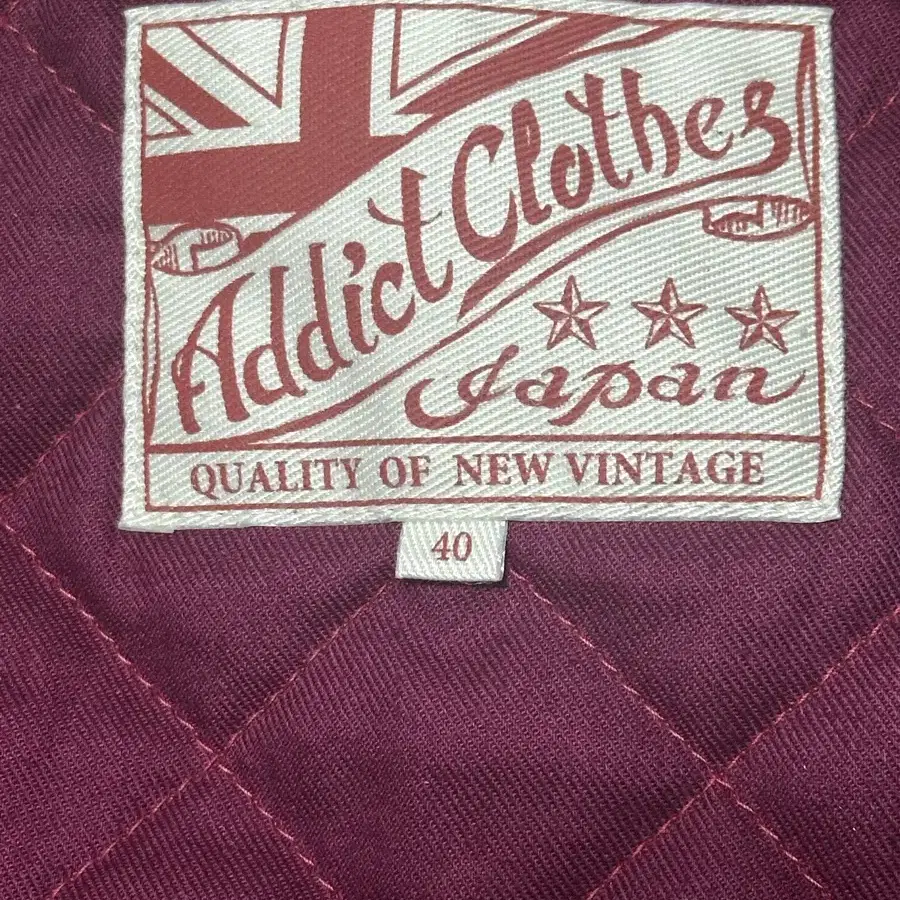 Addict Clothes
Japan
QUALITY OF NEW VINTAGE
40